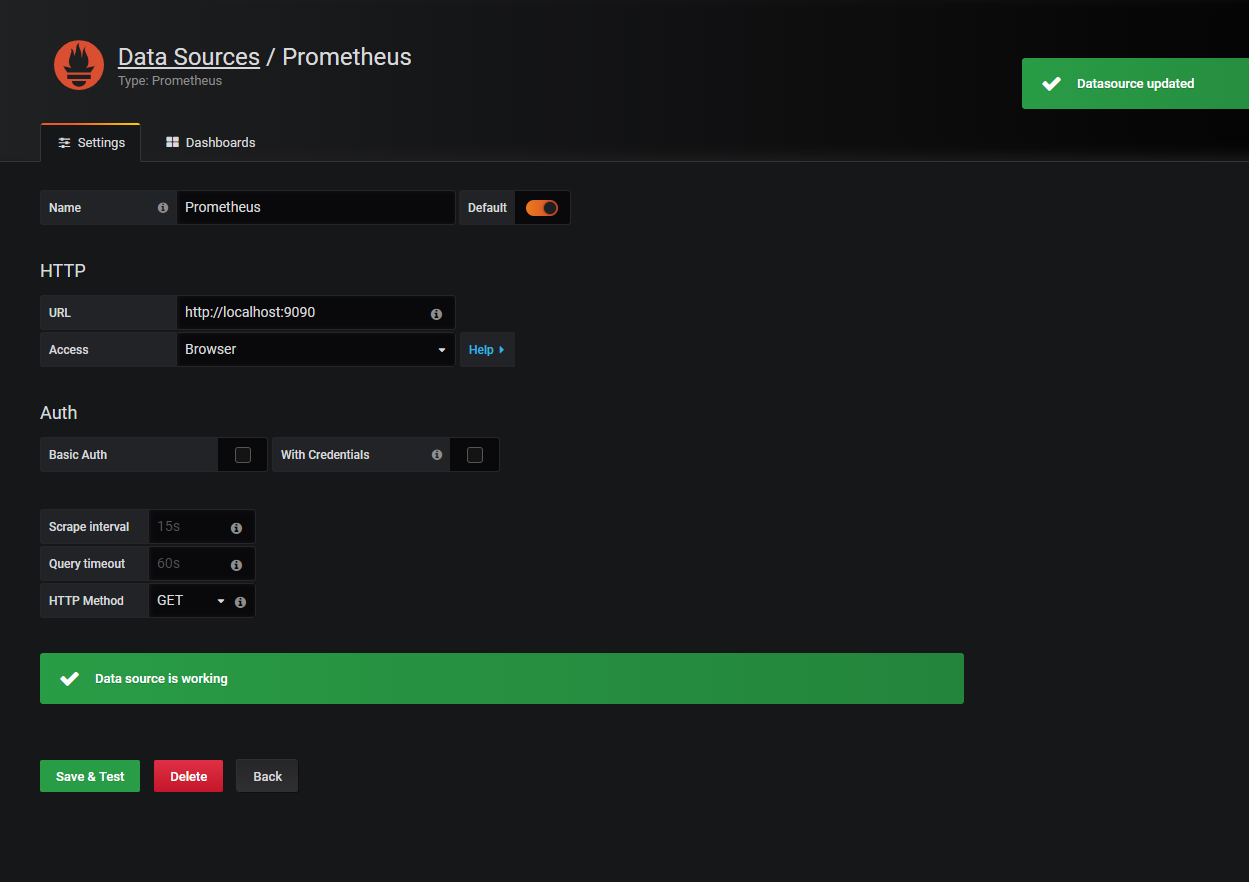 Data Sources / Prometheus
Type: Prometheus
Datasource updated
Settings
Dashboards
Name
Prometheus
Default
HTTP
URL
http://localhost:9090
Access
Browser
Help
Auth
Basic Auth
With Credentials
Scrape interval
15s
Query timeout
60s
HTTP Method
GET
Data source is working
Save & Test
Delete
Back